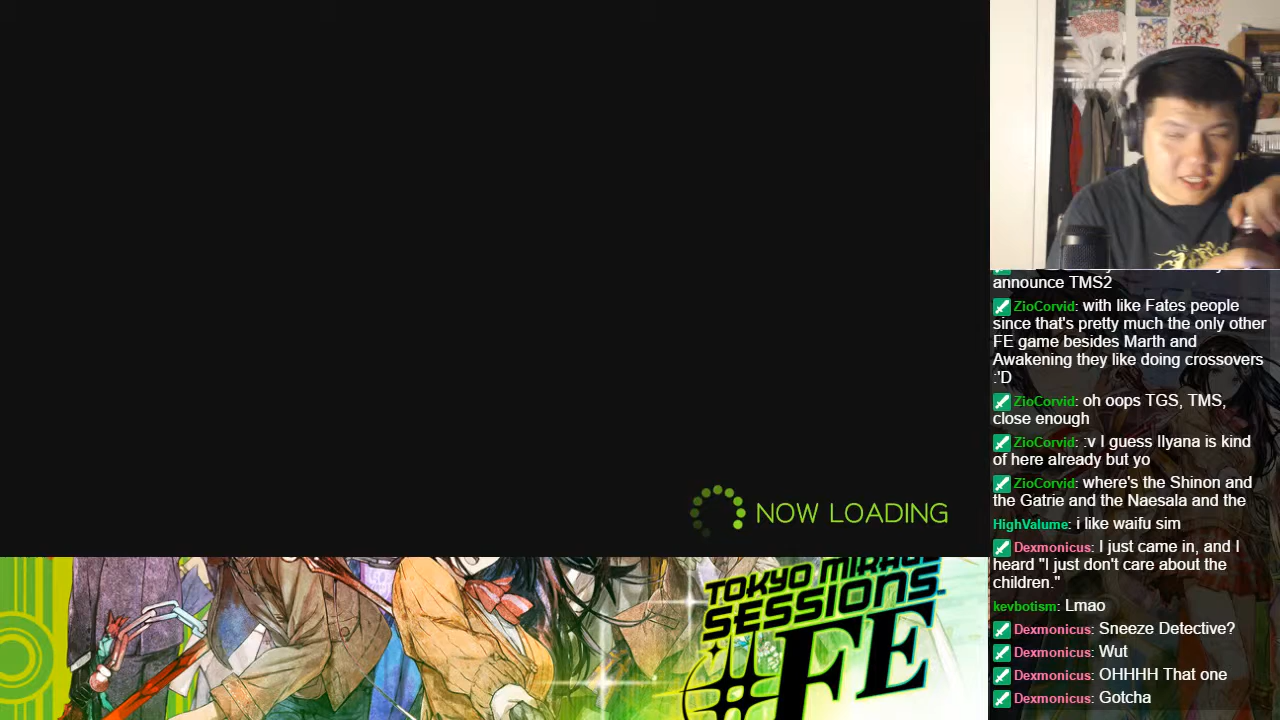 announce TMS2
ZioCorvid: with like Fates people
since that's pretty much the only other
FE game besides Marth and
Awakening they like doing crossovers
:'D
ZioCorvid: oh oops TGS, TMS,
close enough
ZioCorvid: :v I guess Ilyana is kind
of here already but yo
ZioCorvid: where's the Shinon and
the Gatrie and the Naesala and the
HighValume: i like waifu sim
Dexmonicus: I just came in, and I
heard "I just don't care about the
children."
kevbotism: Lmao
Dexmonicus: Sneeze Detective?
Dexmonicus: Wut
Dexmonicus: OHHHH That one
Dexmonicus: Gotcha
NOW LOADING
TOKYO MIRAGE
SESSIONS
#FE